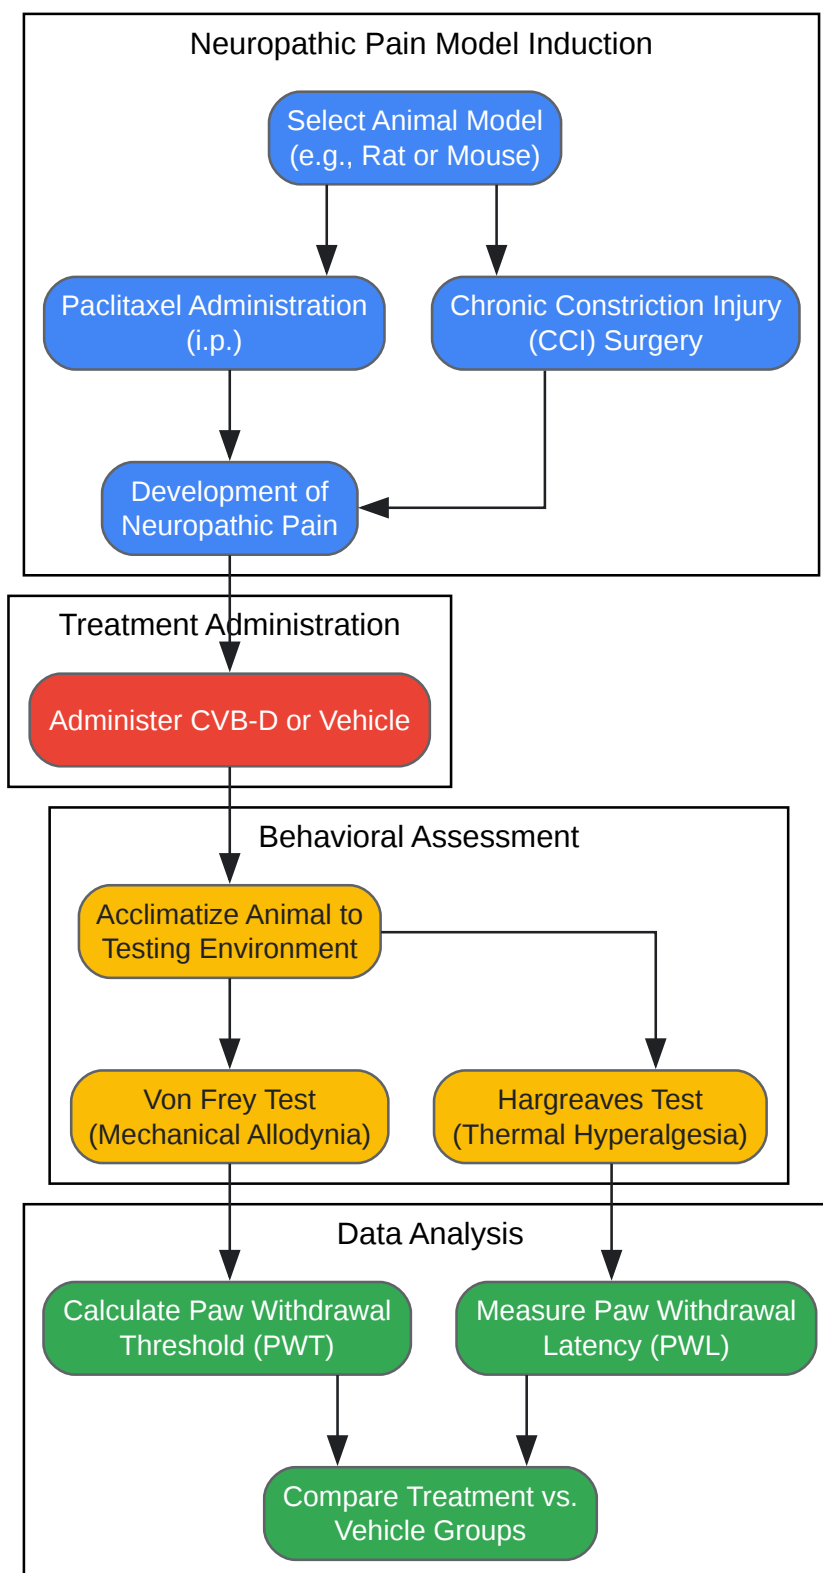 Neuropathic Pain Model Induction
Select Animal Model
(e.g., Rat or Mouse)
Paclitaxel Administration
(i.p.)
Chronic Constriction Injury
(CCI) Surgery
Development of
Neuropathic Pain
Treatment Administration
Administer CVB-D or Vehicle
Behavioral Assessment
Acclimatize Animal to
Testing Environment
Von Frey Test
(Mechanical Allodynia)
Hargreaves Test
(Thermal Hyperalgesia)
Data Analysis
Calculate Paw Withdrawal
Threshold (PWT)
Measure Paw Withdrawal
Latency (PWL)
Compare Treatment vs.
Vehicle Groups